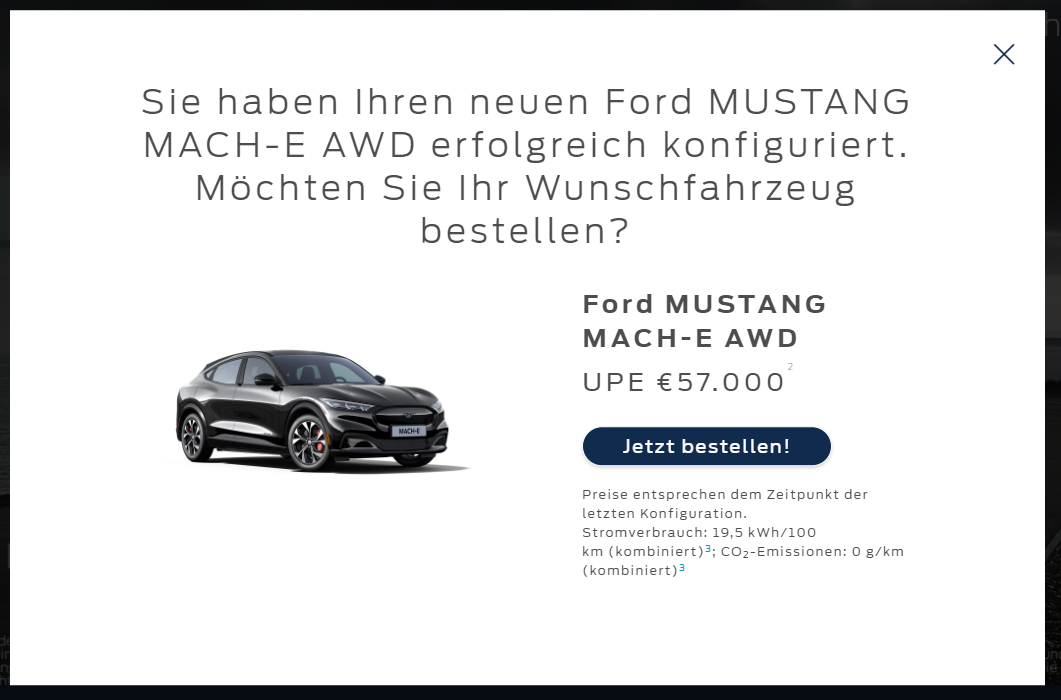 Sie haben Ihren neuen Ford MUSTANG
MACH-E AWD erfolgreich konfiguriert.
Möchten Sie Ihr Wunschfahrzeug
bestellen?
Ford MUSTANG
MACH-E AWD
UPE €57.000²
MACH-E
Jetzt bestellen!
Preise entsprechen dem Zeitpunkt der
letzten Konfiguration.
Stromverbrauch: 19,5 kWh/100
km (kombiniert)³; CO₂-Emissionen: 0 g/km
(kombiniert)³